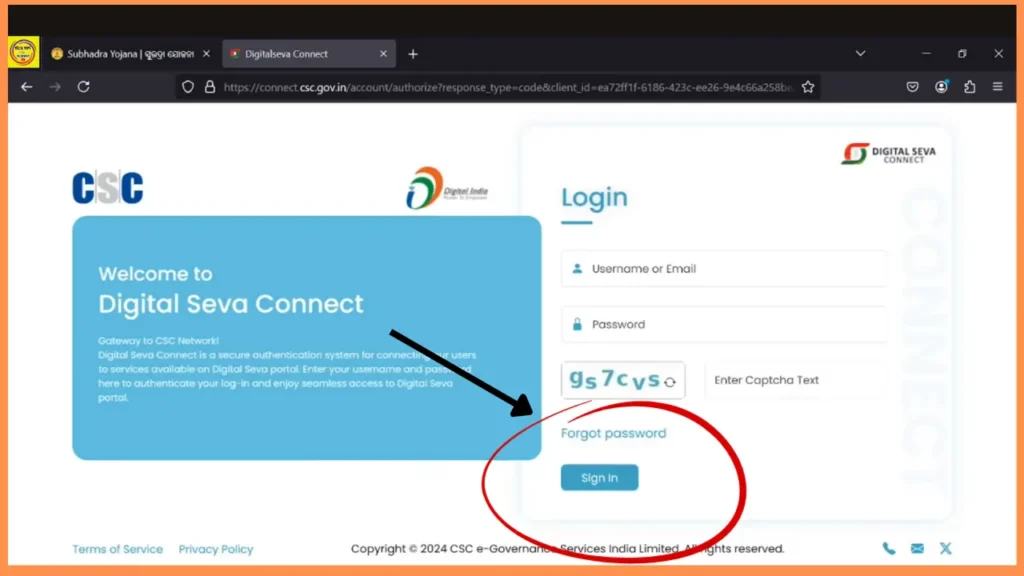 Subhadra Yojana | ସୁଭଦ୍ରା ଯୋଜନା
Digitalseva Connect
https://connect.csc.gov.in/account/authorize?response_type=code&client_id=ea72ff1f-6186-423c-ee26-9e4c66a258be
DIGITAL SEVA
CONNECT
CSC
Digital India
Power To Empower
Login
CONNECT
Username or Email
Welcome to
Digital Seva Connect
Password
Gateway to CSC Network!
Digital Seva Connect is a secure authentication system for connecting our users
to services available on Digital Seva portal. Enter your username and password
here to authenticate your log-in and enjoy seamless access to Digital Seva
portal.
gs7cvs
Enter Captcha Text
Forgot password
Sign In
Terms of Service Privacy Policy
Copyright © 2024 CSC e-Governance Services India Limited. All rights reserved.